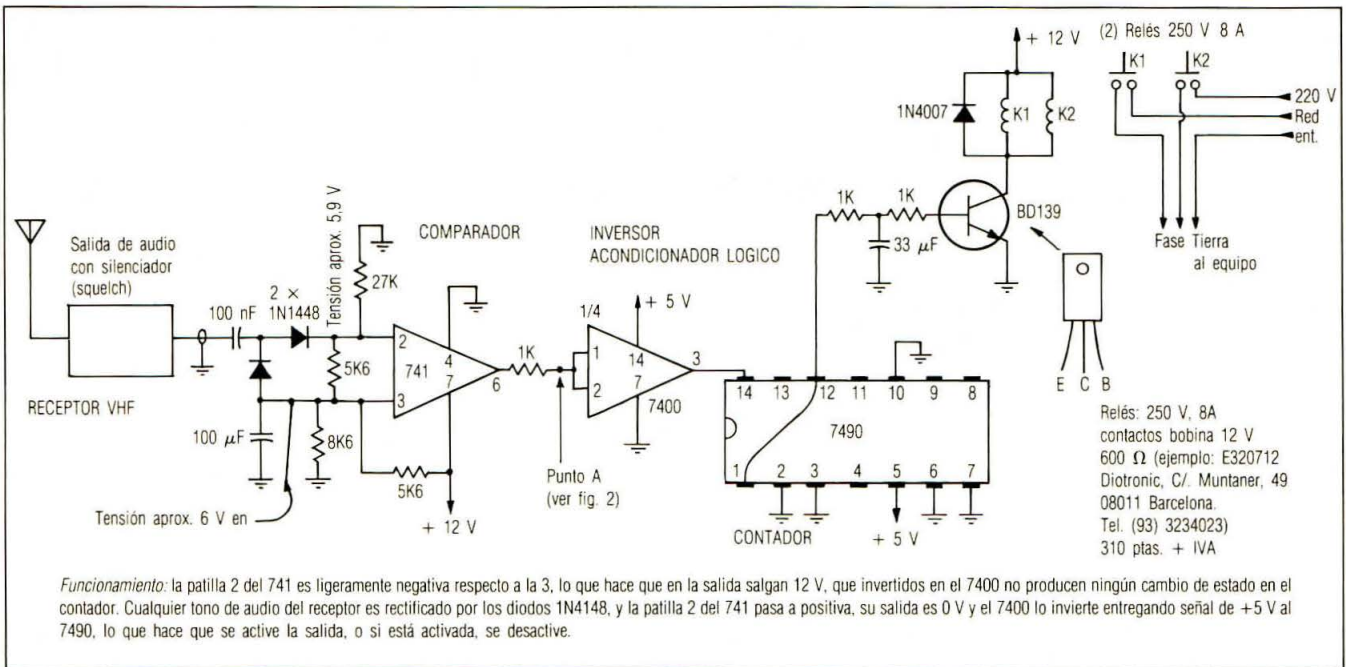 + 12 V
(2) Relés 250 V 8 A
K1
K2
220 V
Red
ent.
1N4007
K1
K2
Fase Tierra
al equipo
1K
1K
33 µF
BD139
E C B
Salida de audio
con silenciador
(squelch)
RECEPTOR VHF
100 nF
2 ×
1N1448
Tensión aprox. 5,9 V
27K
COMPARADOR
5K6
2
3
4
7
6
741
100 µF
8K6
5K6
+ 12 V
Tensión aprox. 6 V en
1K
Punto A
(ver fig. 2)
INVERSOR
ACONDICIONADOR LOGICO
+ 5 V
1/4
1
2
14
7
3
7400
14 13 12 11 10 9 8
7490
1 2 3 4 5 6 7
CONTADOR
+ 5 V
Relés: 250 V, 8A
contactos bobina 12 V
600 Ω (ejemplo: E320712
Diotronic, C/. Muntaner, 49
08011 Barcelona.
Tel. (93) 3234023)
310 ptas. + IVA
Funcionamiento: la patilla 2 del 741 es ligeramente negativa respecto a la 3, lo que hace que en la salida salgan 12 V, que invertidos en el 7400 no producen ningún cambio de estado en el
contador. Cualquier tono de audio del receptor es rectificado por los diodos 1N4148, y la patilla 2 del 741 pasa a positiva, su salida es 0 V y el 7400 lo invierte entregando señal de +5 V al
7490, lo que hace que se active la salida, o si está activada, se desactive.